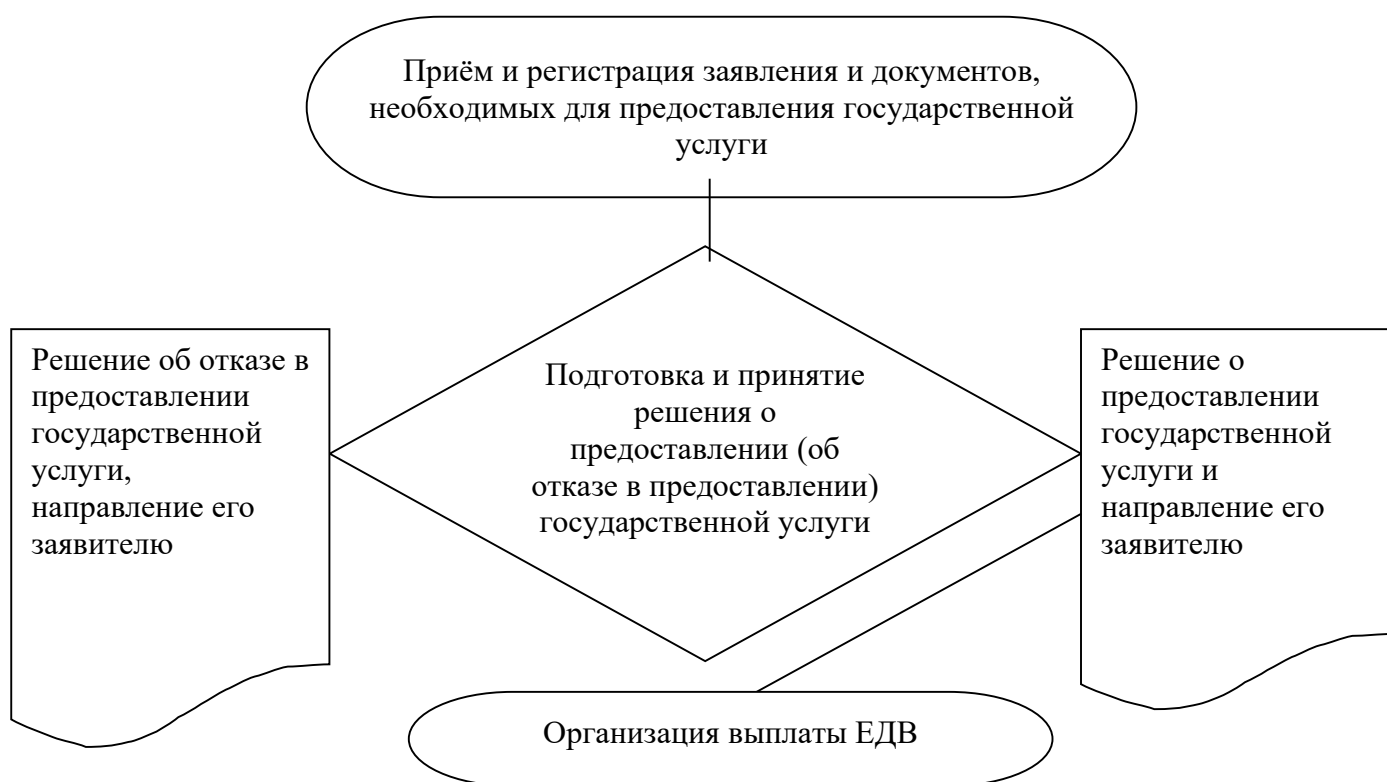 Приём и регистрация заявления и документов,
необходимых для предоставления государственной
услуги
Решение об отказе в
предоставлении
государственной
услуги,
направление его
заявителю
Подготовка и принятие
решения о
предоставлении (об
отказе в предоставлении)
государственной услуги
Решение о
предоставлении
государственной
услуги и
направление его
заявителю
Организация выплаты ЕДВ